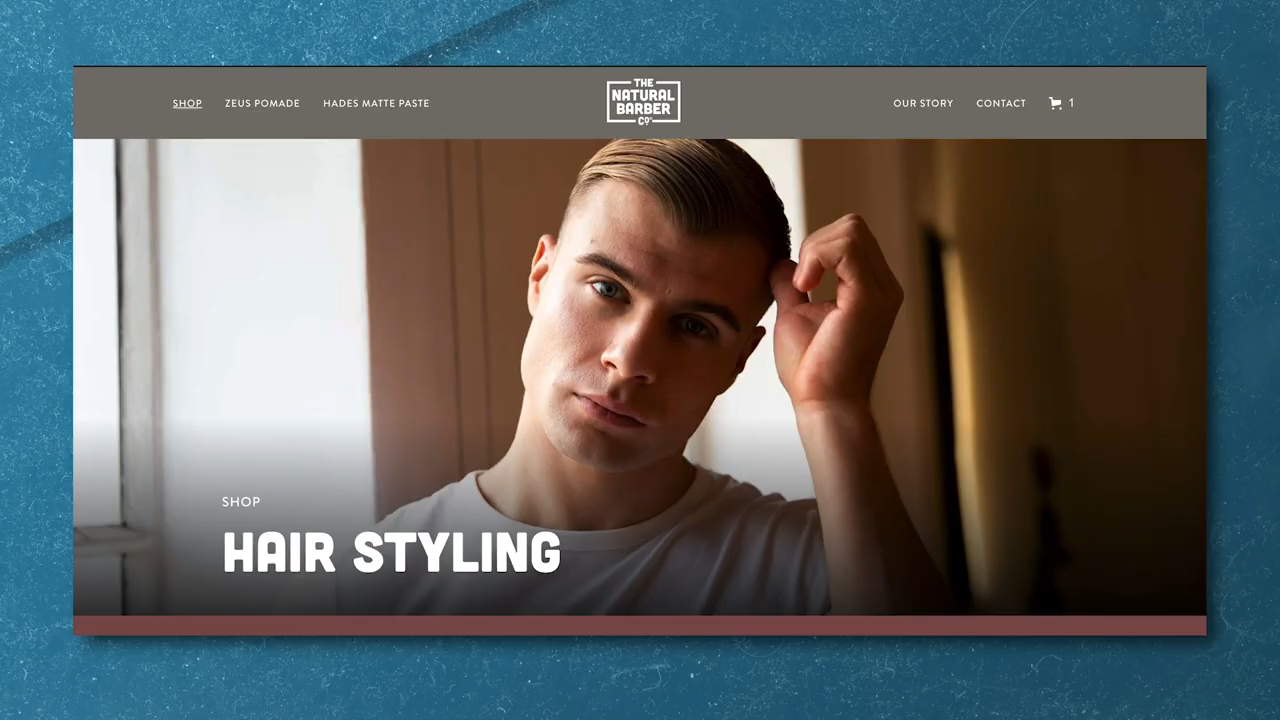 SHOP
ZEUS POMADE
HADES MATTE PASTE
THE
NATURAL
BARBER
CO
OUR STORY
CONTACT
1
SHOP
HAIR STYLING